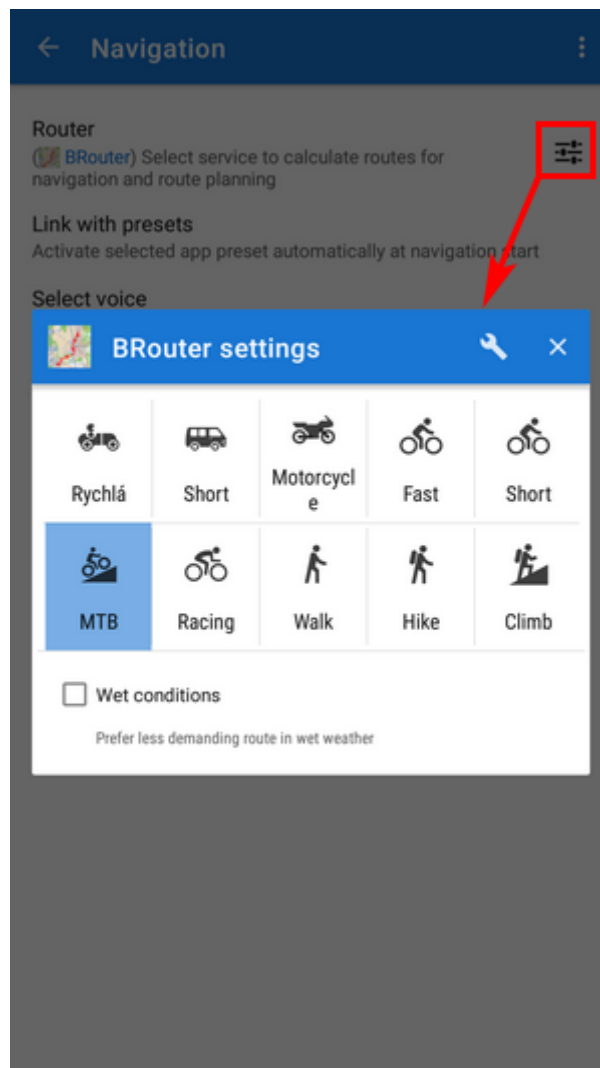 Navigation
Router
(BRouter) Select service to calculate routes for
navigation and route planning
Link with presets
Activate selected app preset automatically at navigation start
Select voice
BRouter settings
Rychlá
Short
Motorcycl
e
Fast
Short
MTB
Racing
Walk
Hike
Climb
Wet conditions
Prefer less demanding route in wet weather